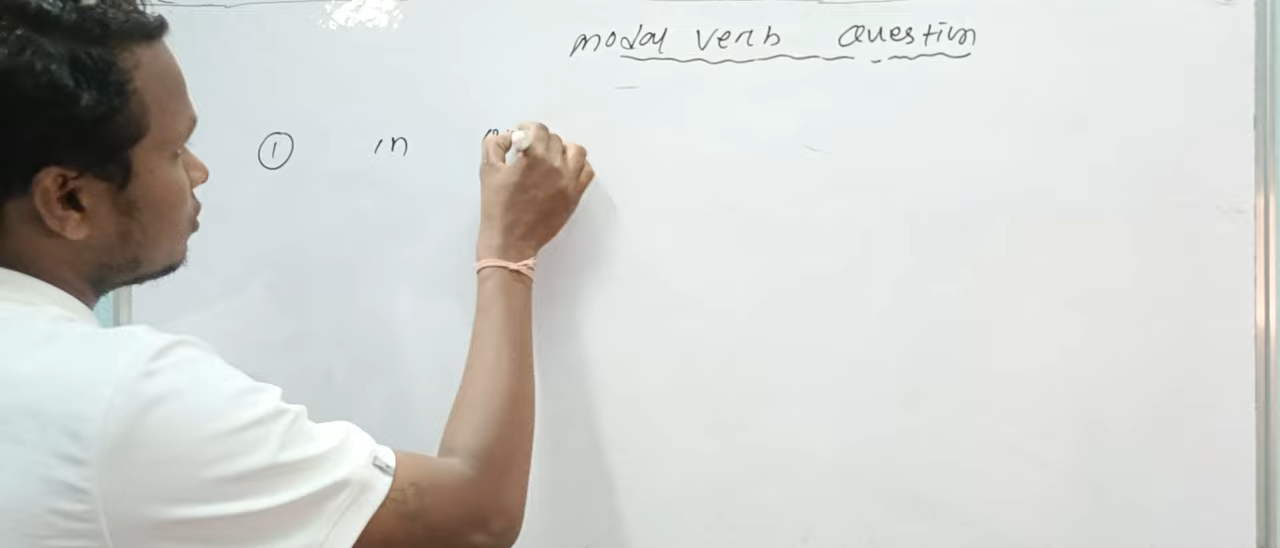 modal verb Question
① in